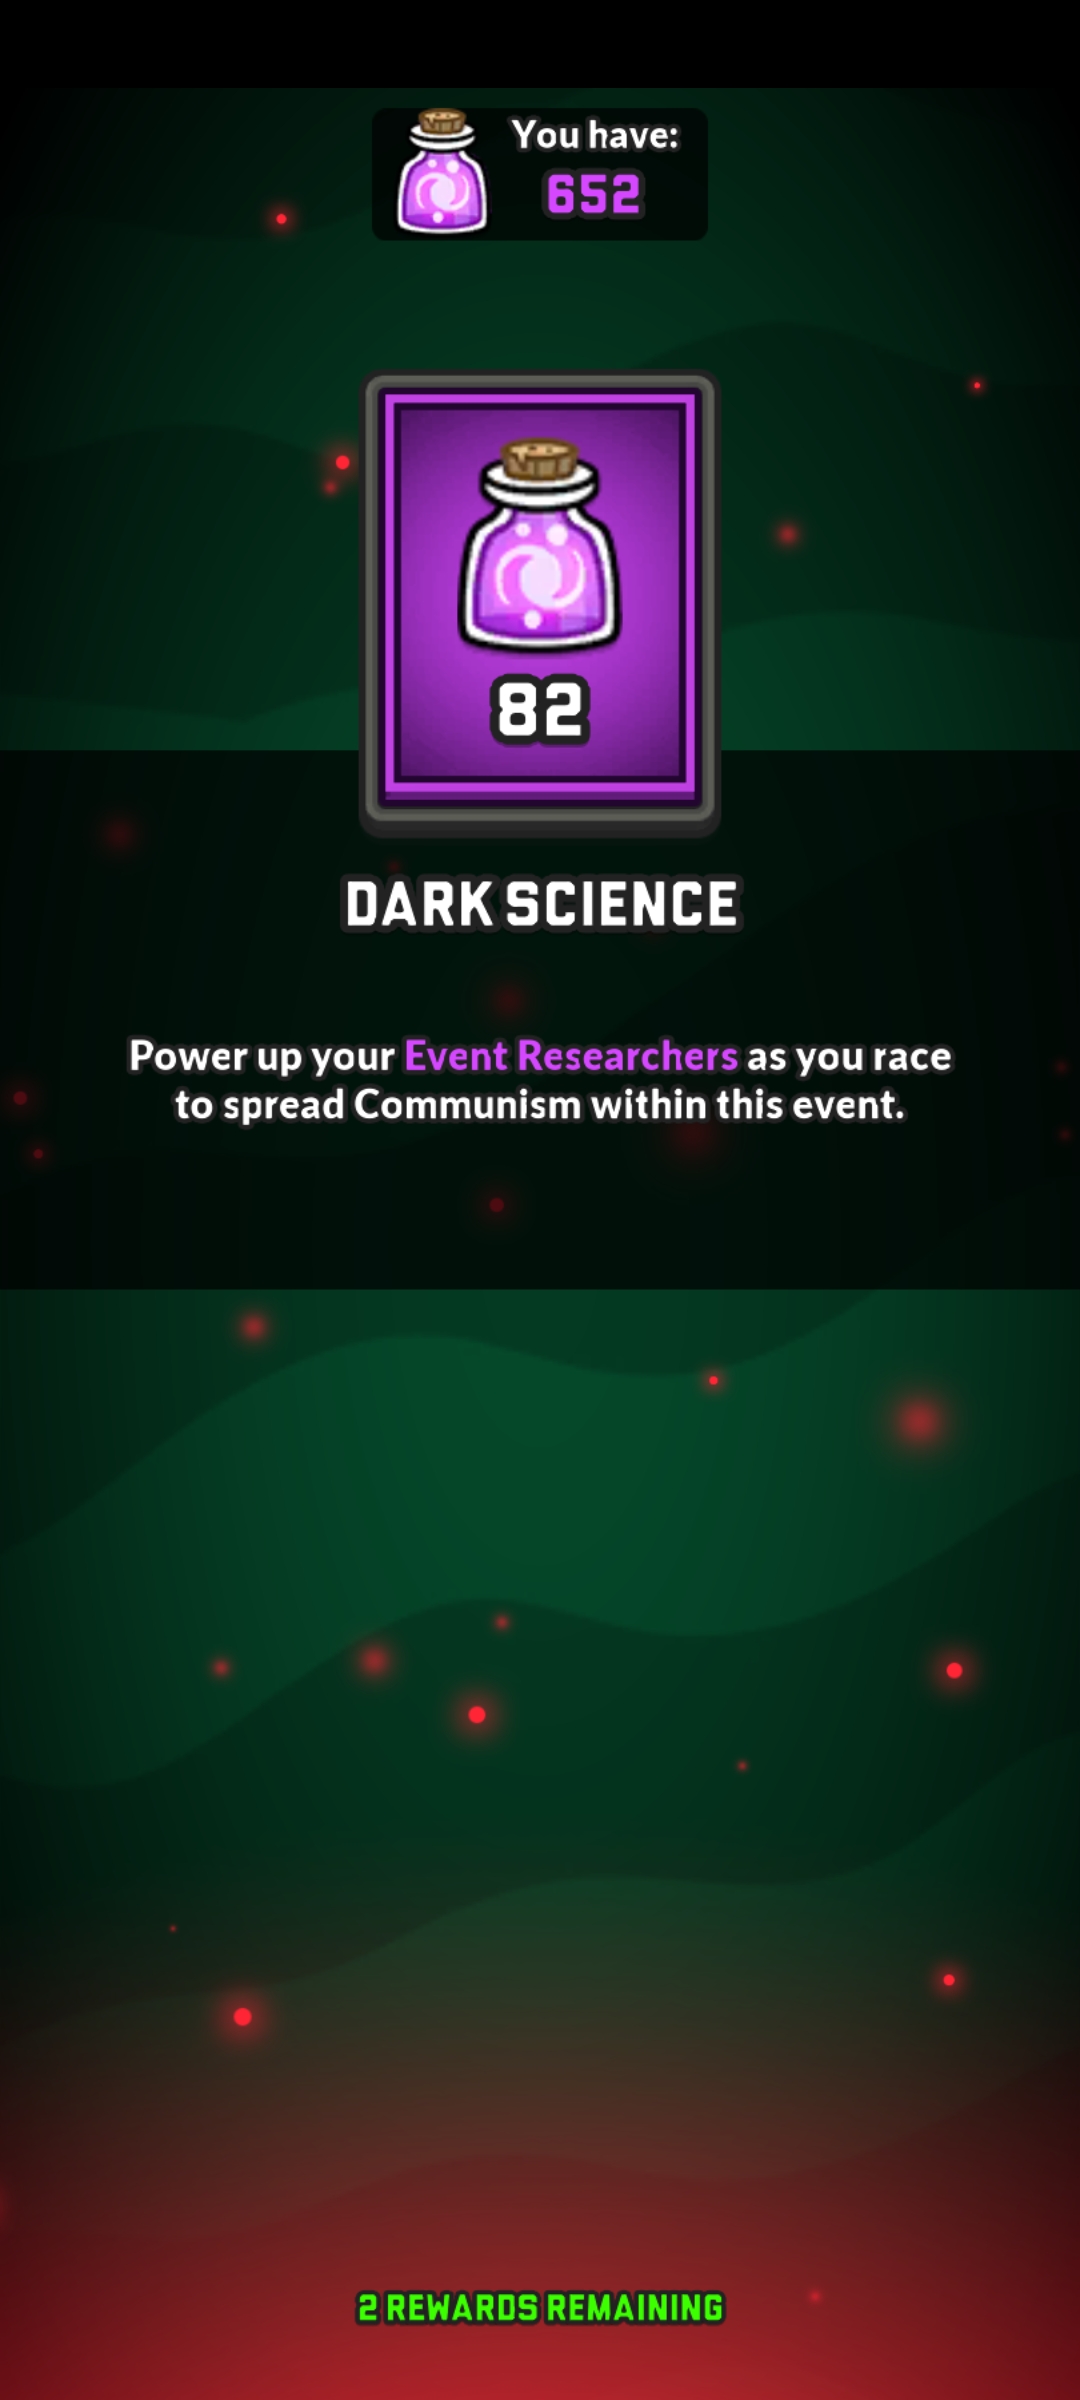 You have:
652
82
DARK SCIENCE
Power up your Event Researchers as you race
to spread Communism within this event.
2 REWARDS REMAINING